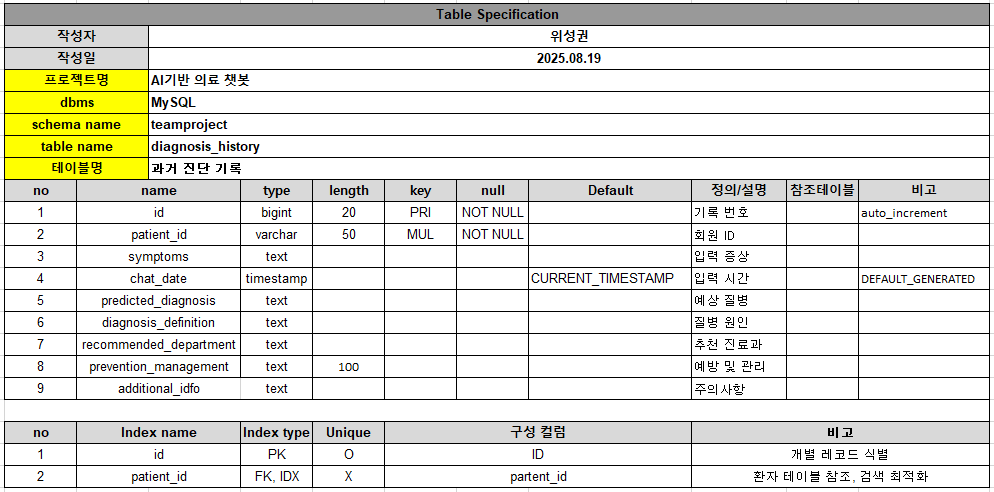 Table Specification
작성자 위성권
작성일 2025.08.19
프로젝트명 AI기반 의료 챗봇
dbms MySQL
schema name teamproject
table name diagnosis_history
테이블명 과거 진단 기록
no name type length key null Default 정의/설명 참조테이블 비고
1 id bigint 20 PRI NOT NULL 기록 번호 auto_increment
2 patient_id varchar 50 MUL NOT NULL 회원 ID
3 symptoms text 입력 증상
4 chat_date timestamp CURRENT_TIMESTAMP 입력 시간 DEFAULT_GENERATED
5 predicted_diagnosis text 예상 질병
6 diagnosis_definition text 질병 원인
7 recommended_department text 추천 진료과
8 prevention_management text 100 예방 및 관리
9 additional_idfo text 주의사항
no Index name Index type Unique 구성 컬럼 비고
1 id PK O ID 개별 레코드 식별
2 patient_id FK, IDX X partent_id 환자 테이블 참조, 검색 최적화